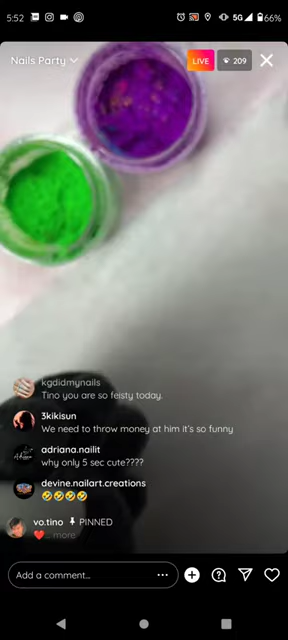 5:52
5G 66%
Nails Party
LIVE
209
kgdidmynails
Tino you are so feisty today.
3kikisun
We need to throw money at him it's so funny
adriana.nailit
why only 5 sec cute????
devine.nailart.creations
🤣🤣🤣🤣
vo.tino PINNED
❤️... more
Add a comment...